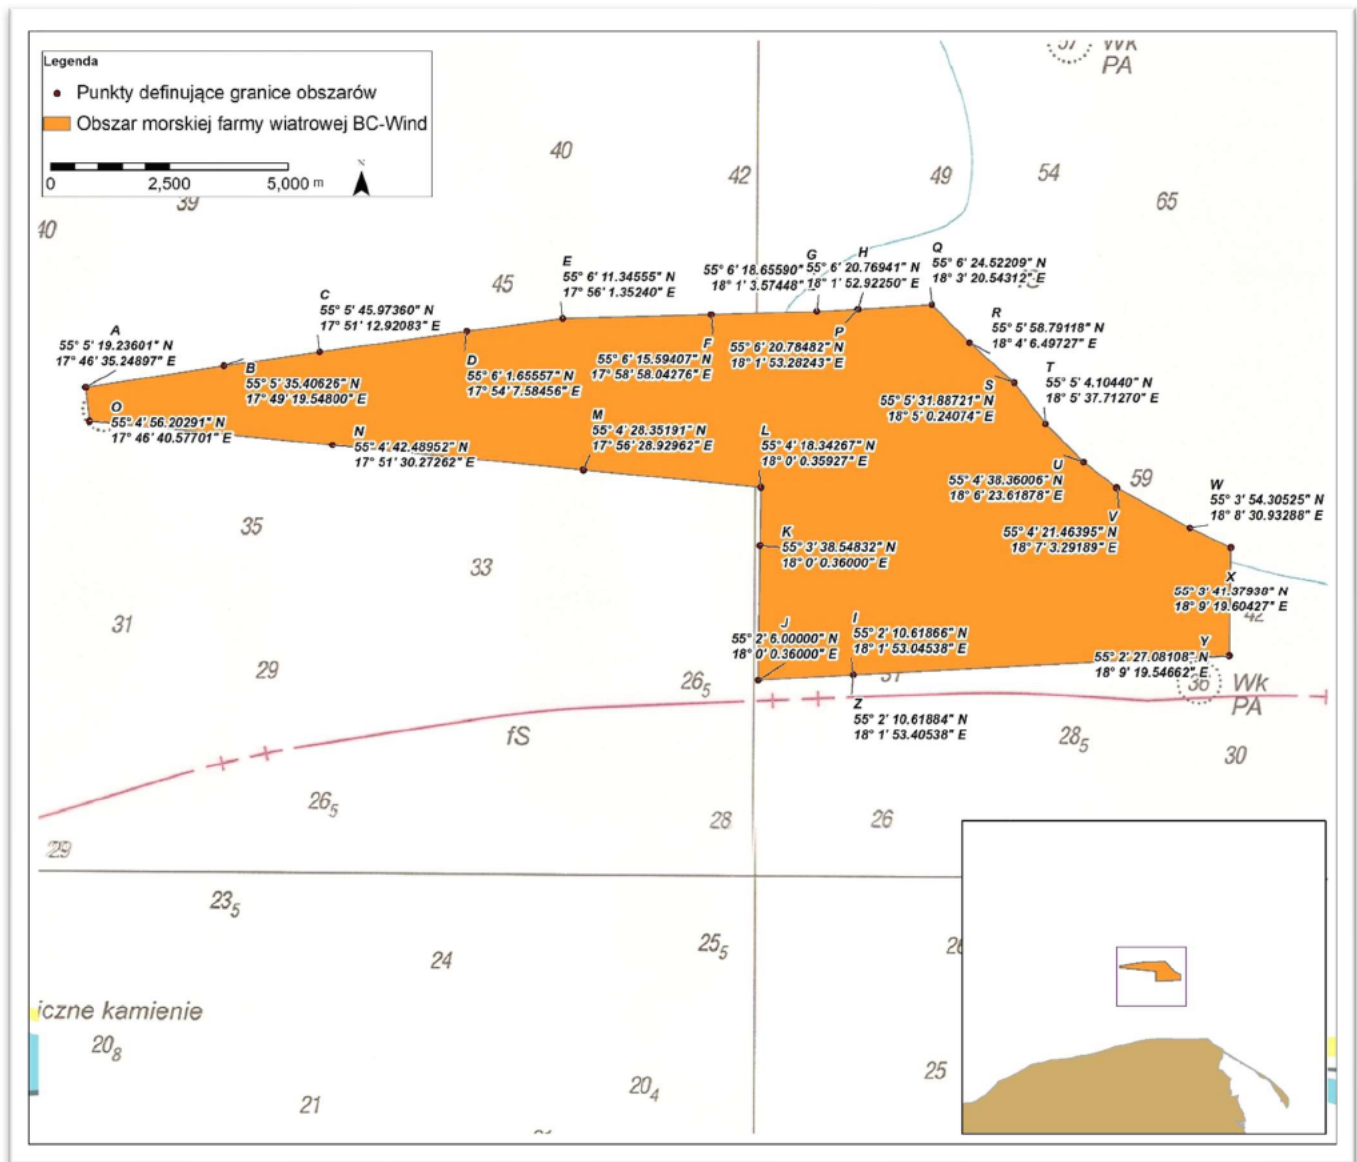 Legenda
Punkty definujące granice obszarów
Obszar morskiej farmy wiatrowej BC-Wind
0 2,500 5,000 m
N
57 Wk
PA
40
42
49
54
65
39
40
45
A
55° 5' 19.23601" N
17° 46' 35.24897" E
B
55° 5' 35.40626" N
17° 49' 19.54800" E
C
55° 5' 45.97360" N
17° 51' 12.92083" E
D
55° 6' 1.65557" N
17° 54' 7.58456" E
E
55° 6' 11.34555" N
17° 56' 1.35240" E
F
55° 6' 15.59407" N
17° 58' 58.04276" E
G
55° 6' 18.65590" N
18° 1' 3.57448" E
H
55° 6' 20.76941" N
18° 1' 52.92250" E
P
55° 6' 20.78482" N
18° 1' 53.28243" E
Q
55° 6' 24.52209" N
18° 3' 20.54312" E
R
55° 5' 58.79118" N
18° 4' 6.49727" E
S
55° 5' 31.88721" N
18° 5' 0.24074" E
T
55° 5' 4.10440" N
18° 5' 37.71270" E
U
55° 4' 38.36006" N
18° 6' 23.61878" E
V
55° 4' 21.46395" N
18° 7' 3.29189" E
W
55° 3' 54.30525" N
18° 8' 30.93288" E
X
55° 3' 41.37938" N
18° 9' 19.60427" E
Y
55° 2' 27.08108" N
18° 9' 19.54662" E
O
55° 4' 56.20291" N
17° 46' 40.57701" E
N
55° 4' 42.48952" N
17° 51' 30.27262" E
M
55° 4' 28.35191" N
17° 56' 28.92962" E
L
55° 4' 18.34267" N
18° 0' 0.35927" E
K
55° 3' 38.54832" N
18° 0' 0.36000" E
J
55° 2' 6.00000" N
18° 0' 0.36000" E
I
55° 2' 10.61866" N
18° 1' 53.04538" E
Z
55° 2' 10.61884" N
18° 1' 53.40538" E
59
35
33
31
29
42
26₅
31
36 Wk
PA
fS
28₅
30
26₅
28
26
29
23₅
24
25₅
26
iczne kamienie
20₈
21
20₄
25